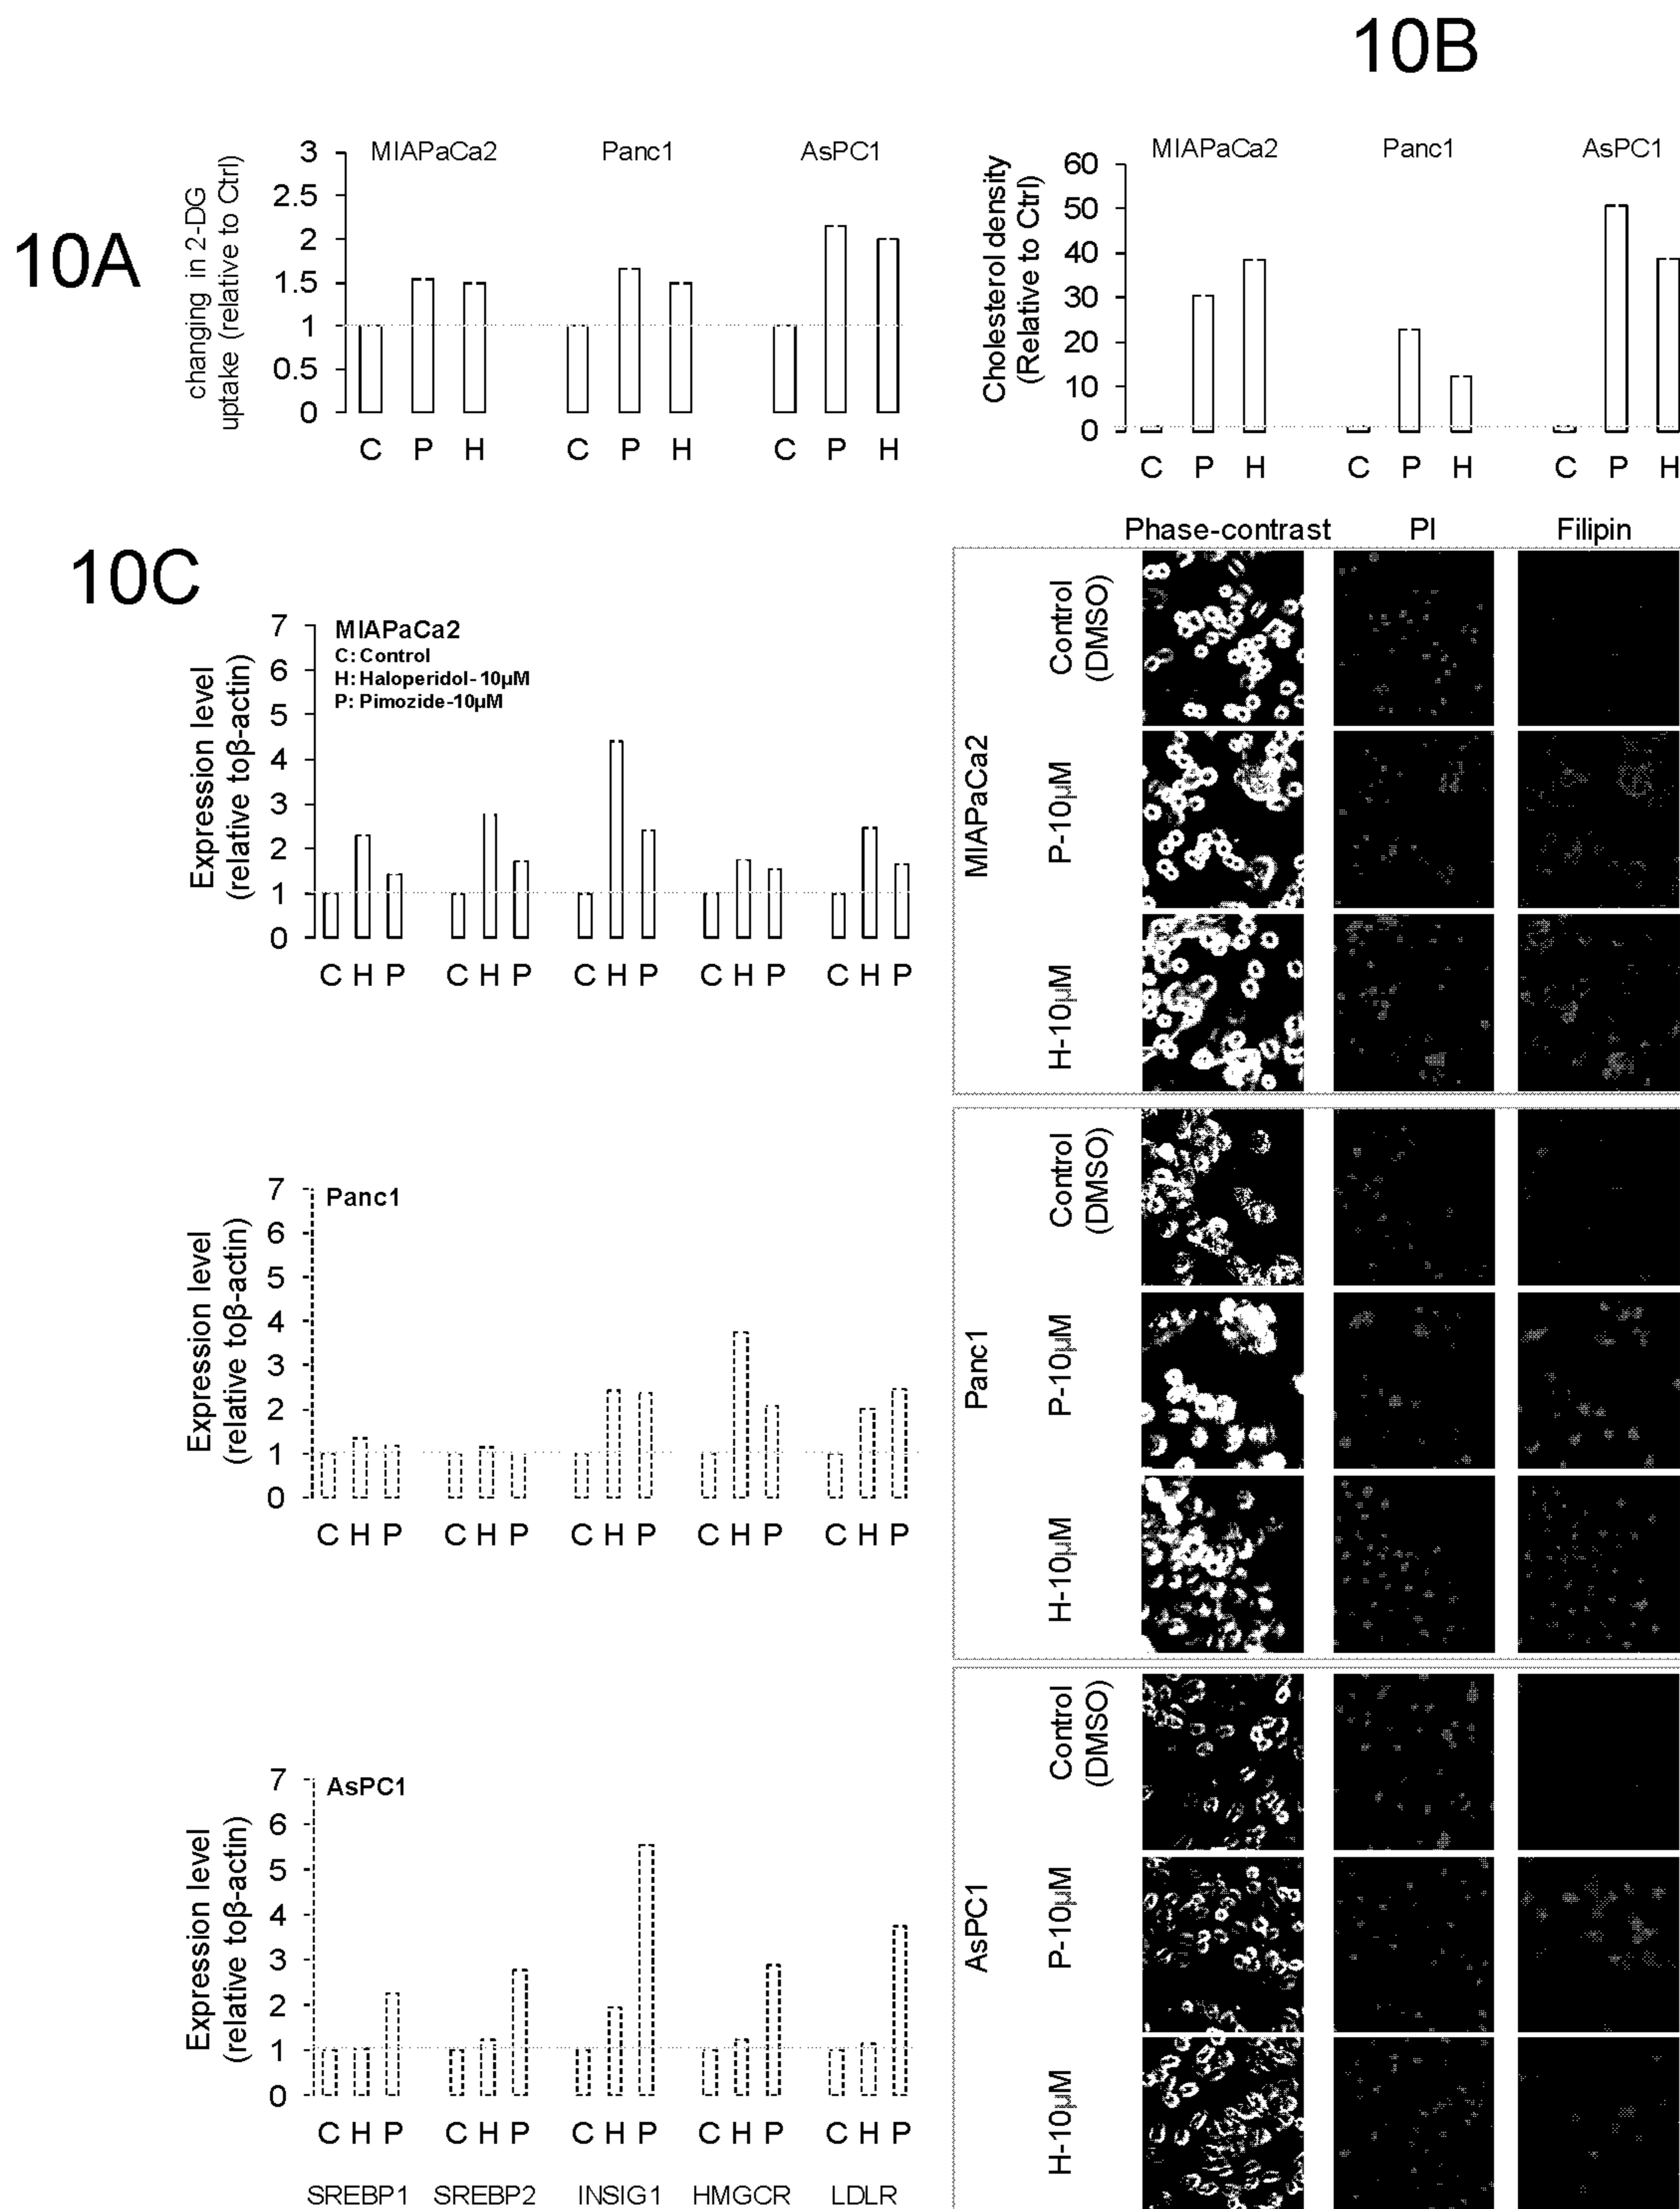 10B
10A
3
2.5
2
1.5
1
0.5
0
changing in 2-DG
uptake (relative to Ctrl)
MIAPaCa2
Panc1
AsPC1
C P H
C P H
C P H
60
50
40
30
20
10
0
Cholesterol density
(Relative to Ctrl)
MIAPaCa2
Panc1
AsPC1
C P H
C P H
C P H
10C
7
6
5
4
3
2
1
0
Expression level
(relative toβ-actin)
MIAPaCa2
C: Control
H: Haloperidol-10µM
P: Pimozide-10µM
C H P
C H P
C H P
C H P
C H P
7
6
5
4
3
2
1
0
Expression level
(relative toβ-actin)
Panc1
C H P
C H P
C H P
C H P
C H P
7
6
5
4
3
2
1
0
Expression level
(relative toβ-actin)
AsPC1
C H P
C H P
C H P
C H P
C H P
SREBP1
SREBP2
INSIG1
HMGCR
LDLR
Phase-contrast
PI
Filipin
MIAPaCa2
Control
(DMSO)
P-10µM
H-10µM
Panc1
Control
(DMSO)
P-10µM
H-10µM
AsPC1
Control
(DMSO)
P-10µM
H-10µM